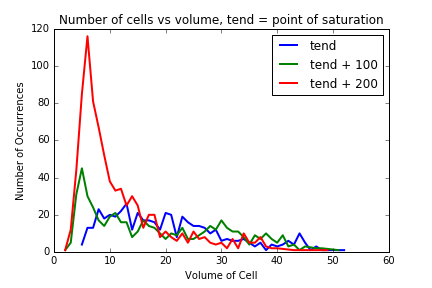 Number of cells vs volume, tend = point of saturation
tend
tend + 100
tend + 200
Number of Occurrences
120
100
80
60
40
20
0
0 10 20 30 40 50 60
Volume of Cell